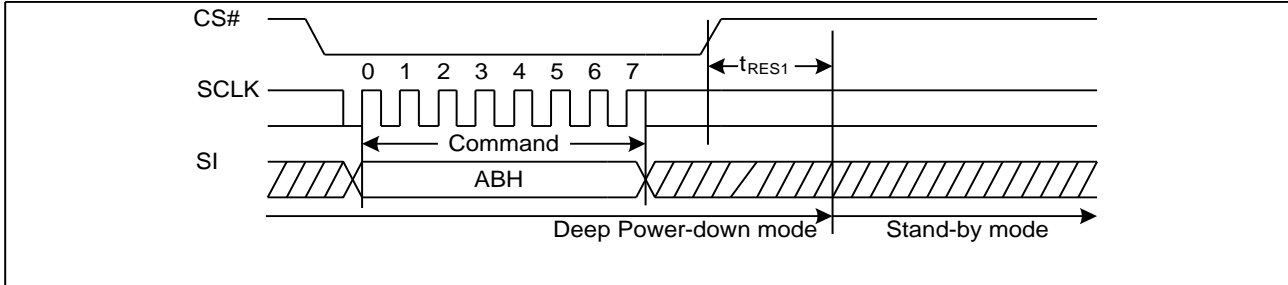 CS#
tRES1
0 1 2 3 4 5 6 7
SCLK
Command
SI
ABH
Deep Power-down mode Stand-by mode